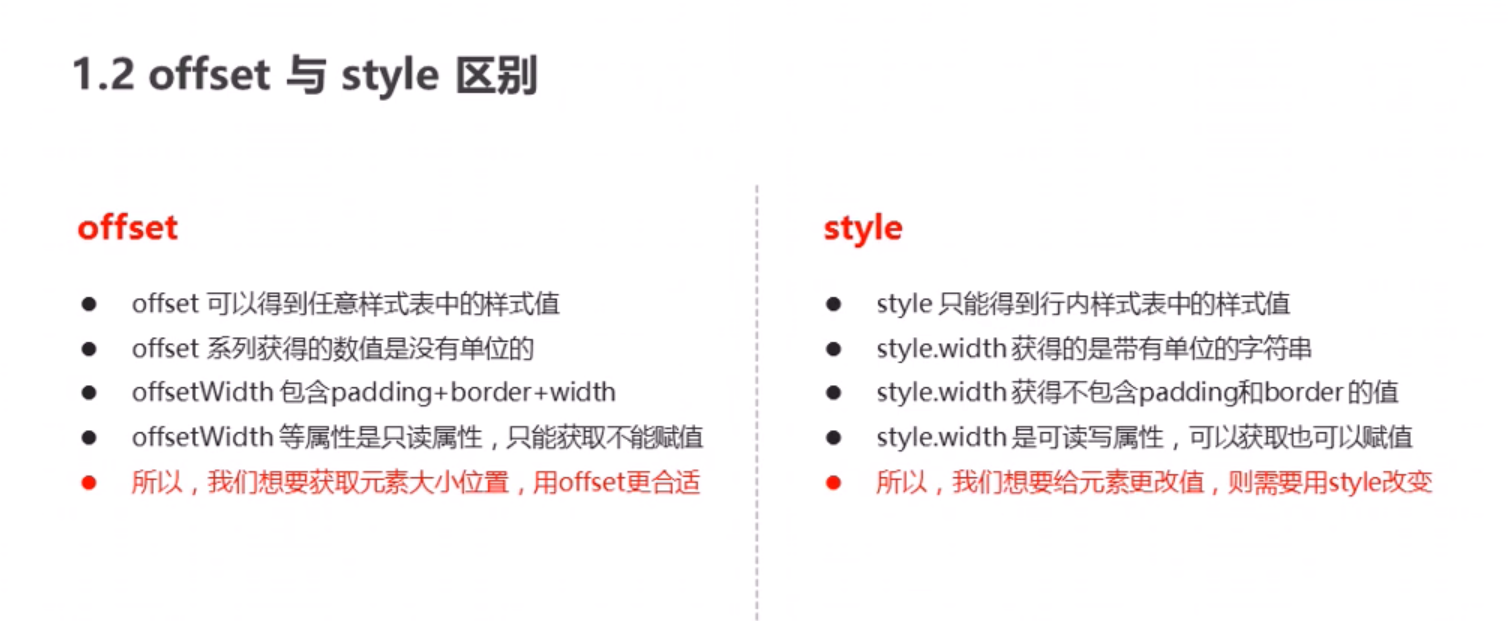 1.2 offset 与 style 区别
offset
● offset 可以得到任意样式表中的样式值
● offset 系列获得的数值是没有单位的
● offsetWidth 包含padding+border+width
● offsetWidth 等属性是只读属性，只能获取不能赋值
● 所以，我们想要获取元素大小位置，用offset更合适
style
● style 只能得到行内样式表中的样式值
● style.width 获得的是带有单位的字符串
● style.width 获得不包含padding和border 的值
● style.width 是可读写属性，可以获取也可以赋值
● 所以，我们想要给元素更改值，则需要用style改变